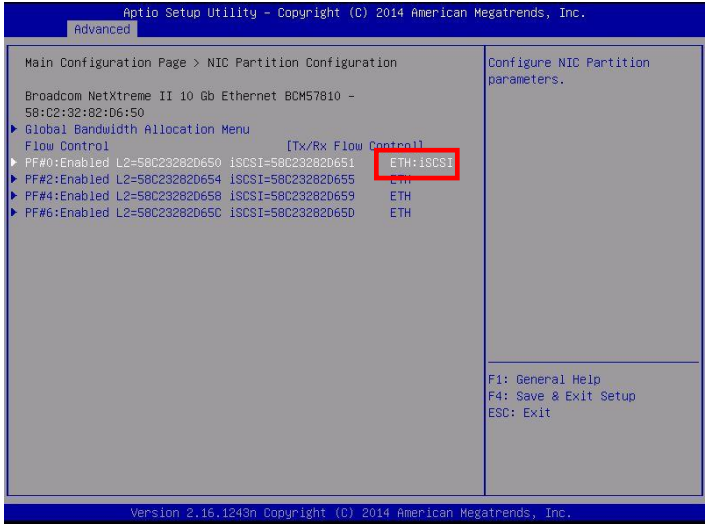 Aptio Setup Utility – Copyright (C) 2014 American Megatrends, Inc.
Advanced
Main Configuration Page > NIC Partition Configuration
Broadcom NetXtreme II 10 Gb Ethernet BCM57810 –
58:C2:32:82:D6:50
Global Bandwidth Allocation Menu
Flow Control [Tx/Rx Flow Control]
PF#0:Enabled L2=58C23282D650 iSCSI=58C23282D651 ETH:iSCSI
PF#2:Enabled L2=58C23282D654 iSCSI=58C23282D655 ETH
PF#4:Enabled L2=58C23282D658 iSCSI=58C23282D659 ETH
PF#6:Enabled L2=58C23282D65C iSCSI=58C23282D65D ETH
Configure NIC Partition
parameters.
F1: General Help
F4: Save & Exit Setup
ESC: Exit
Version 2.16.1243n Copyright (C) 2014 American Megatrends, Inc.